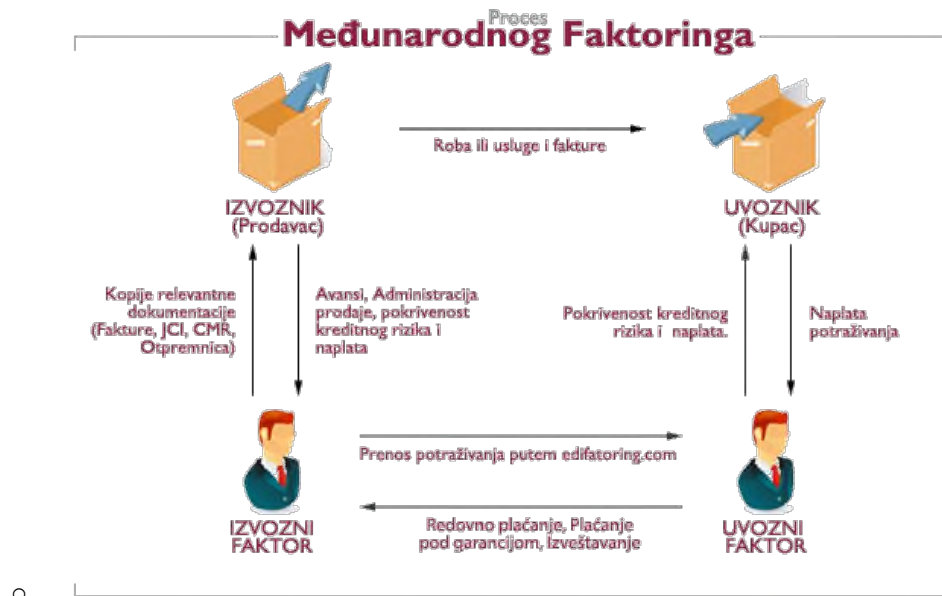 Proces
Međunarodnog Faktoringa
Roba ili usluge i fakture
IZVOZNIK
(Prodavac)
UVOZNIK
(Kupac)
Kopije relevantne
dokumentacije
(Fakture, JCI, CMR,
Otpremnica)
Avansi, Administracija
prodaje, pokrivenost
kreditnog rizika i
naplata
Pokrivenost kreditnog
rizika i naplata.
Naplata
potraživanja
Prenos potraživanja putem edifatoring.com
Redovno plaćanje, Plaćanje
pod garancijom, Izveštavanje
IZVOZNI
FAKTOR
UVOZNI
FAKTOR